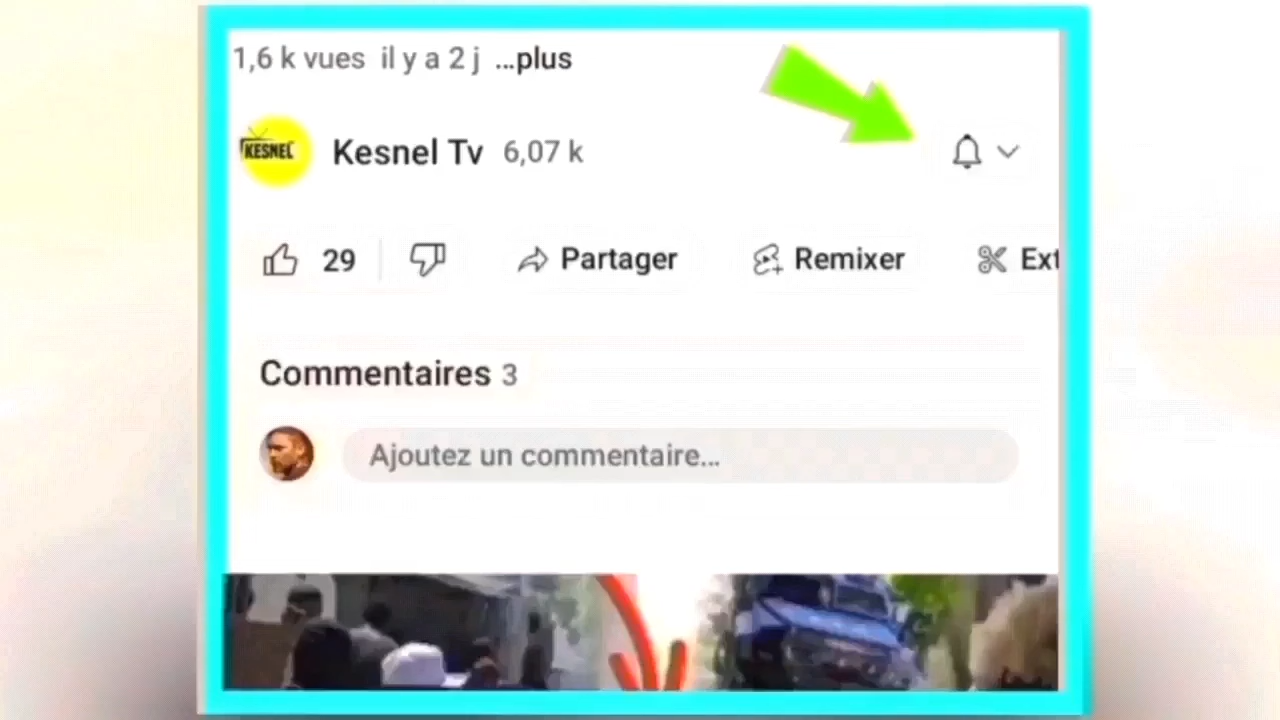 1,6 k vues il y a 2 j ...plus
KESNEL
Kesnel Tv 6,07 k
29
Partager
Remixer
Ext
Commentaires 3
Ajoutez un commentaire...